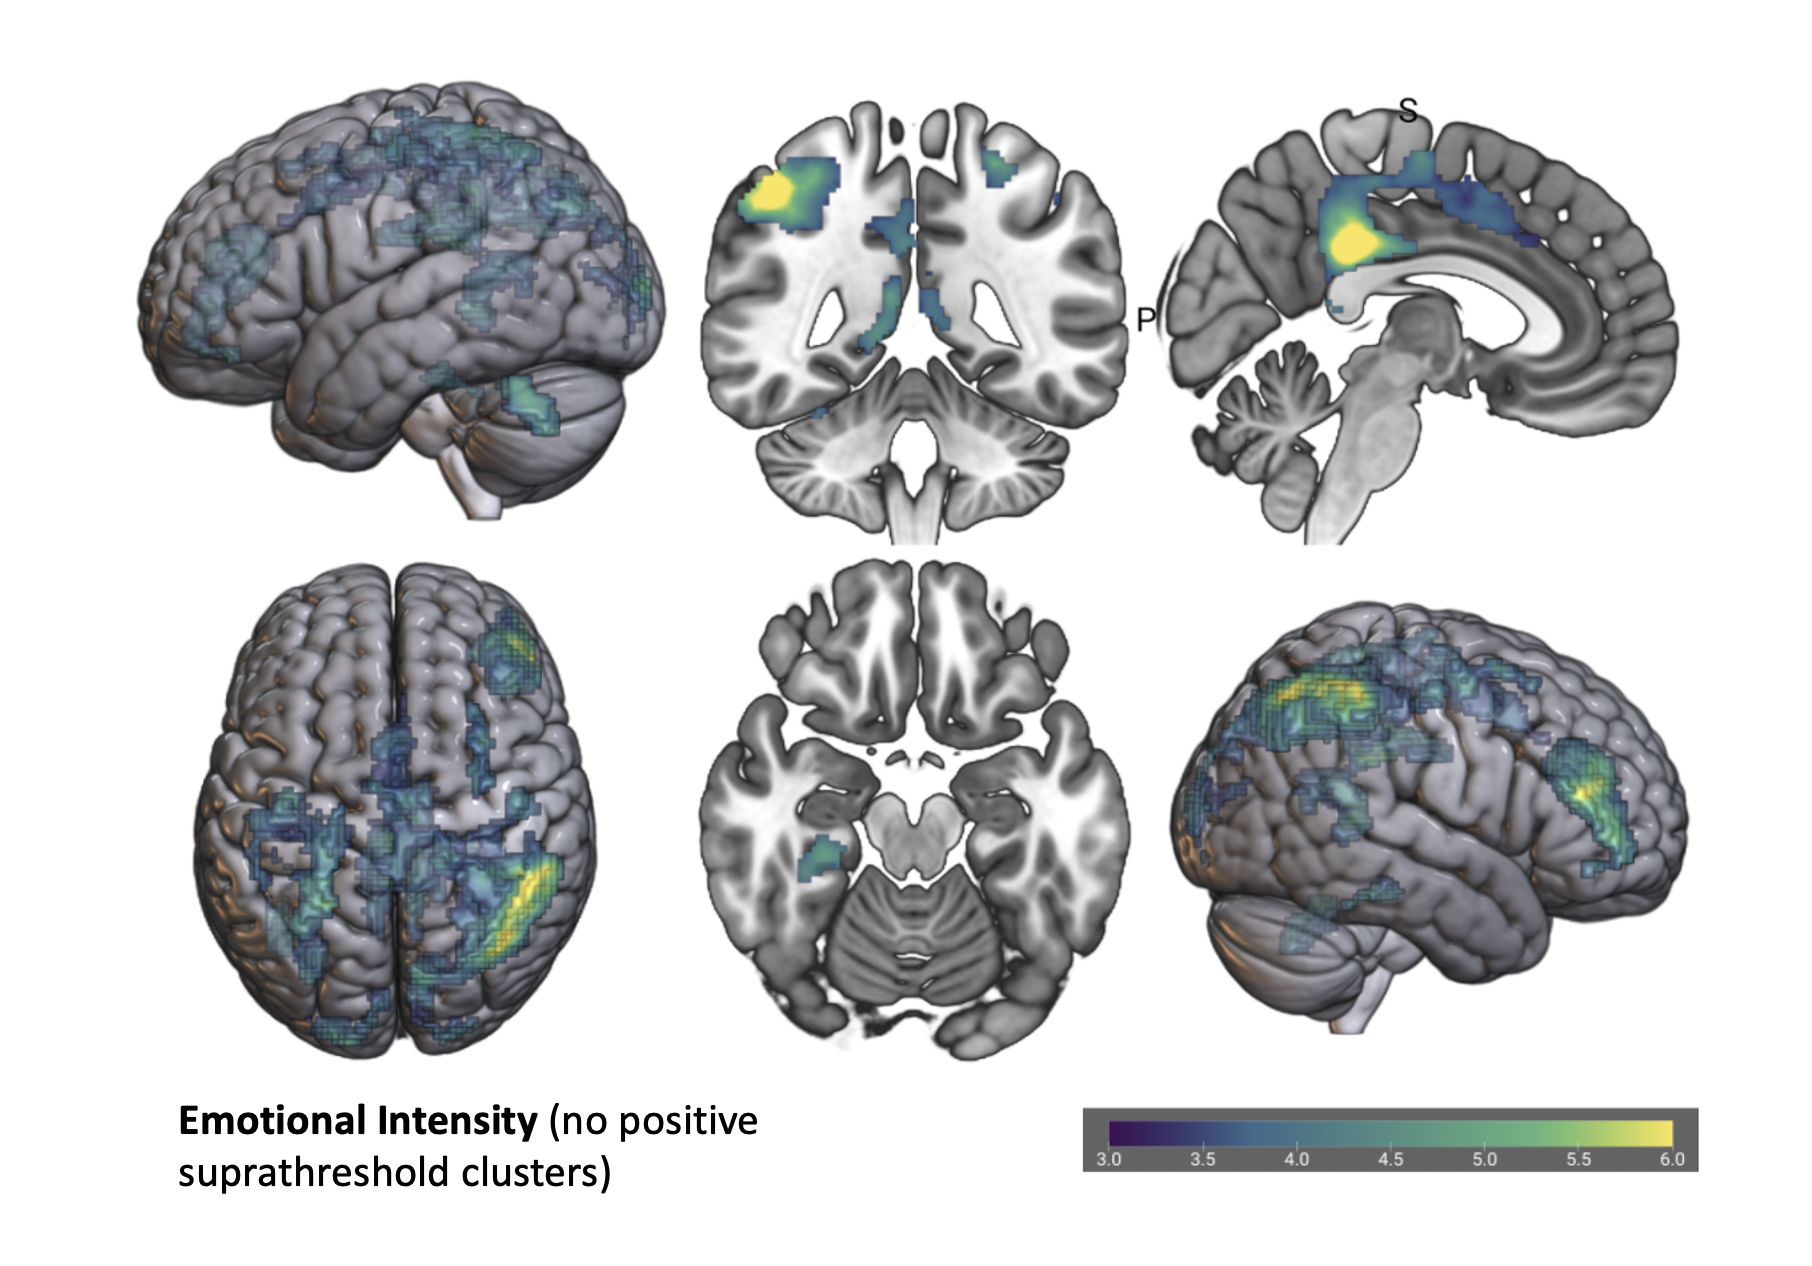 S
P
Emotional Intensity (no positive
suprathreshold clusters)
3.0 3.5 4.0 4.5 5.0 5.5 6.0